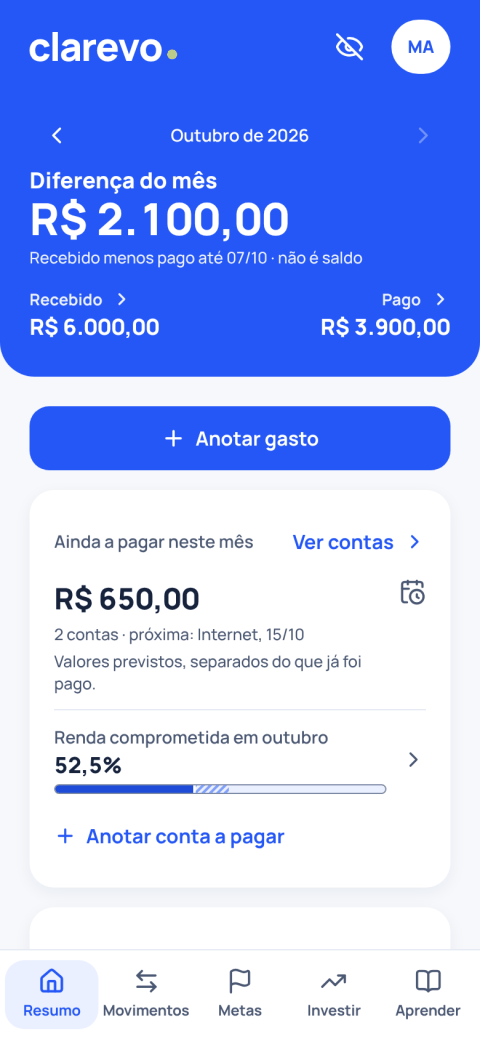 clarevo
MA
Outubro de 2026
Diferença do mês
R$ 2.100,00
Recebido menos pago até 07/10 · não é saldo
Recebido
Pago
R$ 6.000,00
R$ 3.900,00
Anotar gasto
Ainda a pagar neste mês
Ver contas
R$ 650,00
2 contas · próxima: Internet, 15/10
Valores previstos, separados do que já foi
pago.
Renda comprometida em outubro
52,5%
Anotar conta a pagar
Resumo
Movimentos
Metas
Investir
Aprender